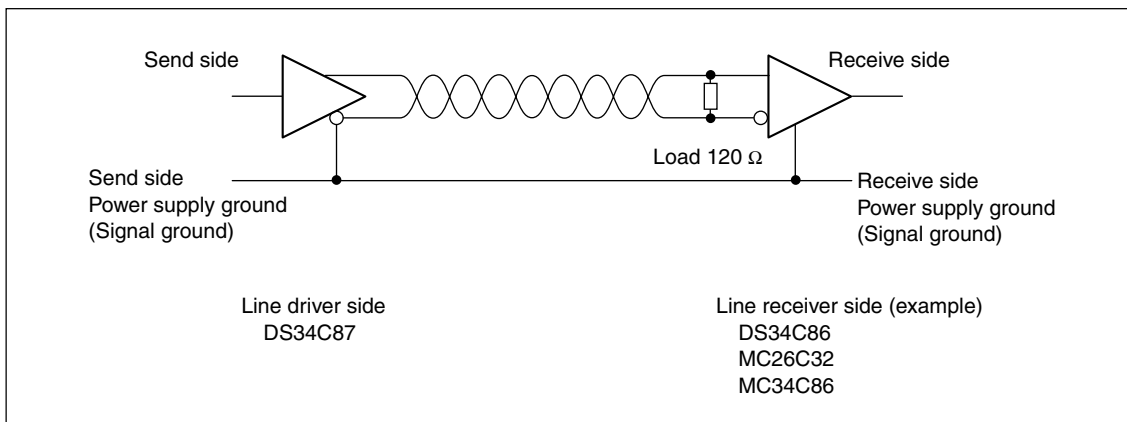 Send side
Receive side
Load 120 Ω
Send side
Power supply ground
(Signal ground)
Receive side
Power supply ground
(Signal ground)
Line driver side
DS34C87
Line receiver side (example)
DS34C86
MC26C32
MC34C86